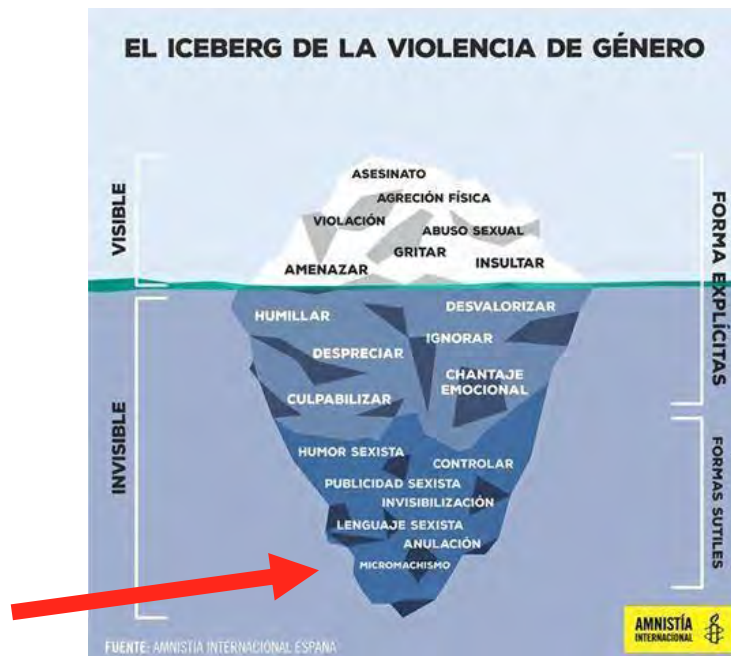 EL ICEBERG DE LA VIOLENCIA DE GÉNERO
VISIBLE
ASESINATO
AGRECIÓN FÍSICA
VIOLACIÓN
ABUSO SEXUAL
GRITAR
AMENAZAR
INSULTAR
FORMA EXPLÍCITAS
INVISIBLE
HUMILLAR
DESVALORIZAR
IGNORAR
DESPRECIAR
CHANTAJE
EMOCIONAL
CULPABILIZAR
HUMOR SEXISTA
CONTROLAR
PUBLICIDAD SEXISTA
INVISIBILIZACIÓN
LENGUAJE SEXISTA
ANULACIÓN
MICROMACHISMO
FORMAS SUTILES
FUENTE: AMNISTIA INTERNACIONAL ESPAÑA
AMNISTÍA
INTERNACIONAL